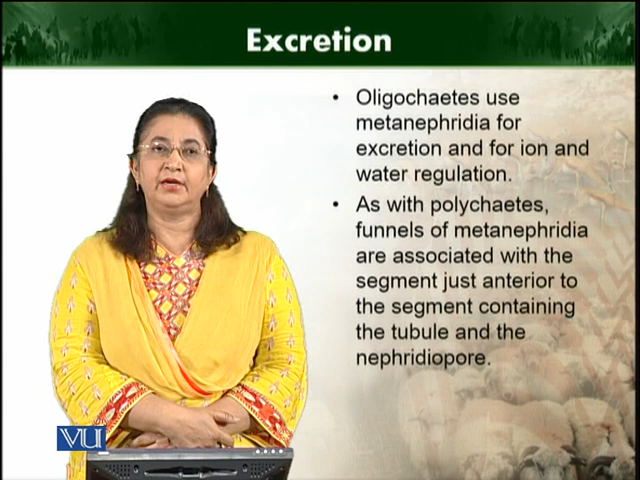 Excretion
• Oligochaetes use
metanephridia for
excretion and for ion and
water regulation.
• As with polychaetes,
funnels of metanephridia
are associated with the
segment just anterior to
the segment containing
the tubule and the
nephridiopore.
VU